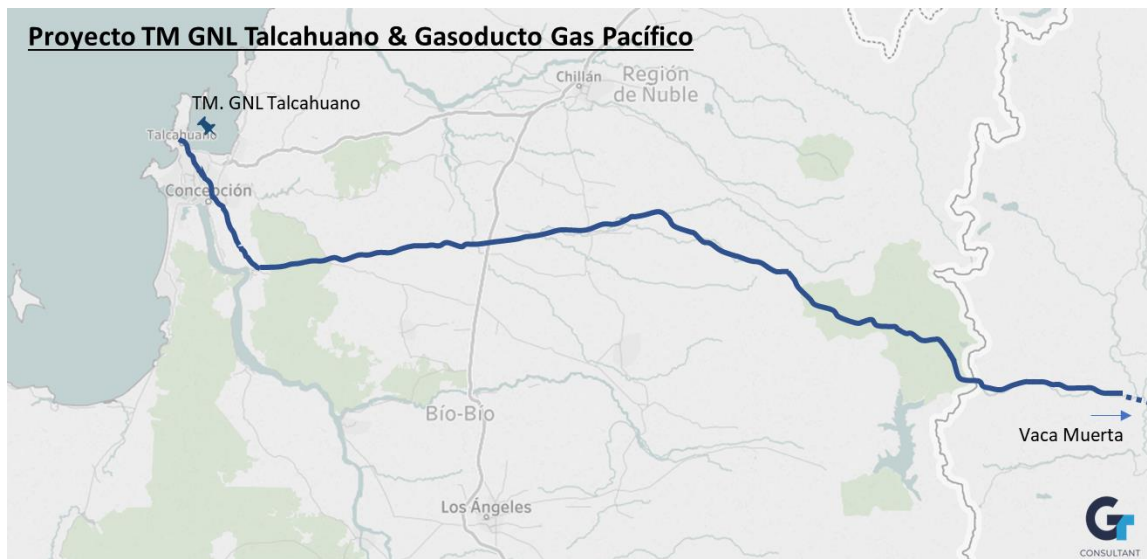 Proyecto TM GNL Talcahuano & Gasoducto Gas Pacífico
Chillán
Región
de Ñuble
TM. GNL Talcahuano
Talcahuano
Concepción
Bío-Bío
Vaca Muerta
Los Ángeles
GT
CONSULTANT